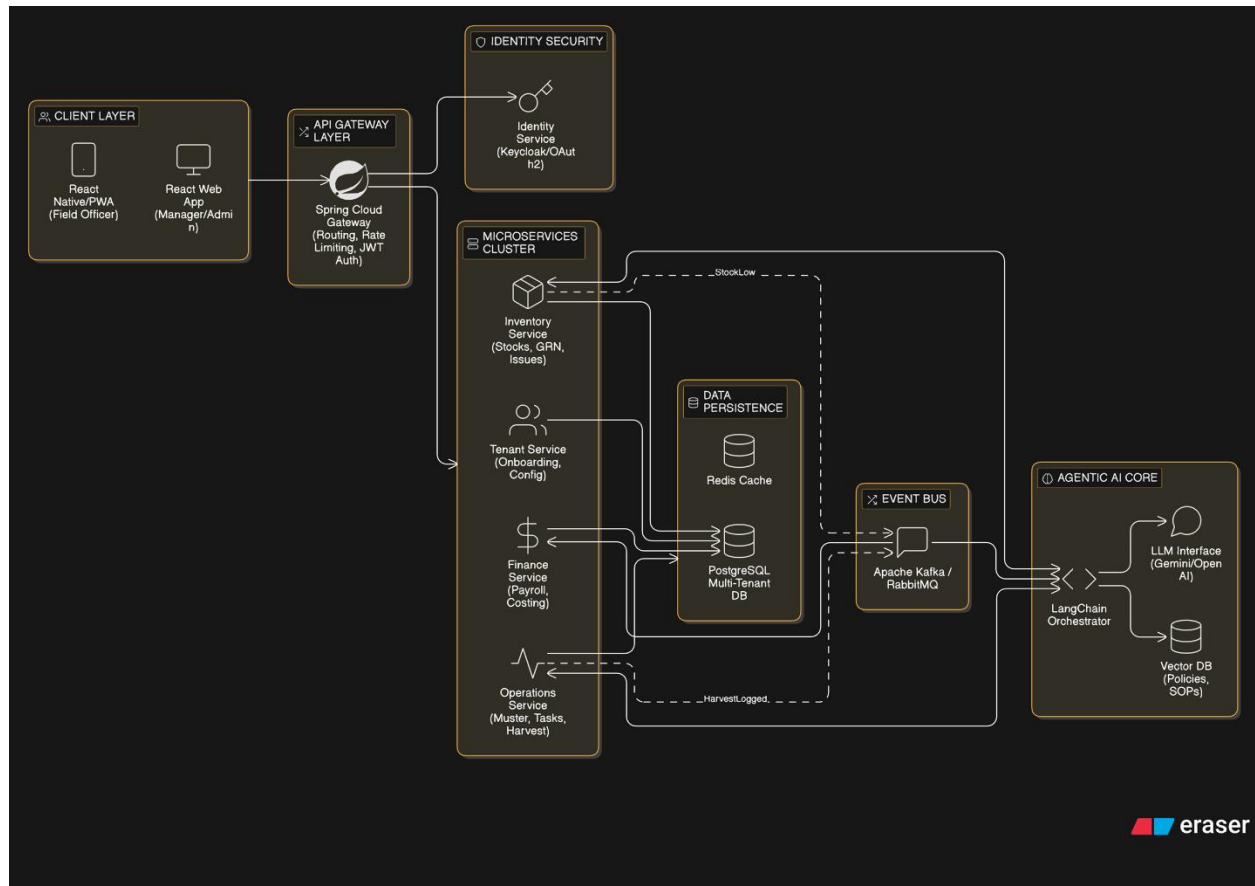 IDENTITY SECURITY
Identity
Service
(Keycloak/OAut
h2)
CLIENT LAYER
React
Native/PWA
(Field Officer)
React Web
App
(Manager/Admi
n)
API GATEWAY
LAYER
Spring Cloud
Gateway
(Routing, Rate
Limiting, JWT
Auth)
MICROSERVICES
CLUSTER
Inventory
Service
(Stocks, GRN,
Issues)
Tenant Service
(Onboarding,
Config)
Finance
Service
(Payroll,
Costing)
Operations
Service
(Muster, Tasks,
Harvest)
StockLow
HarvestLogged
DATA
PERSISTENCE
Redis Cache
PostgreSQL
Multi-Tenant
DB
EVENT BUS
Apache Kafka /
RabbitMQ
AGENTIC AI CORE
LangChain
Orchestrator
LLM Interface
(Gemini/Open
AI)
Vector DB
(Policies,
SOPs)
eraser